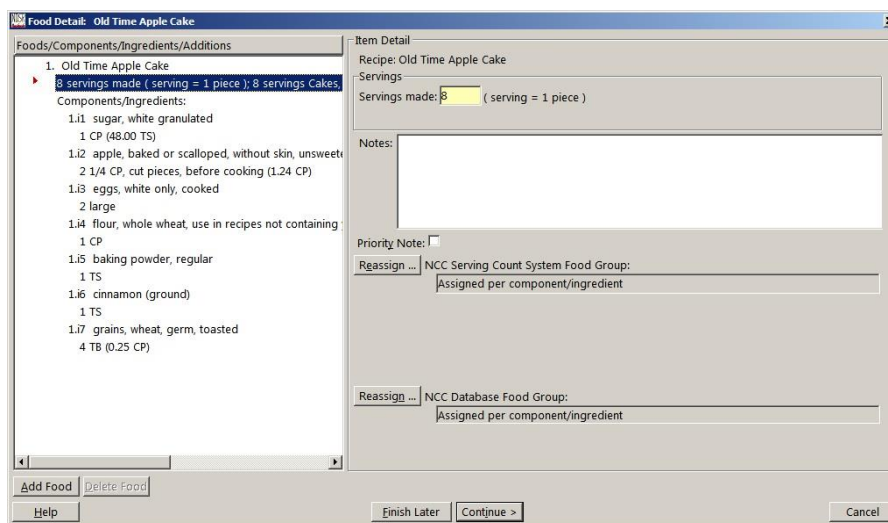 Food Detail: Old Time Apple Cake
Foods/Components/Ingredients/Additions
1. Old Time Apple Cake
8 servings made ( serving = 1 piece ); 8 servings Cakes,
Components/Ingredients:
1.i1 sugar, white granulated
1 CP (48.00 TS)
1.i2 apple, baked or scalloped, without skin, unsweete
2 1/4 CP, cut pieces, before cooking (1.24 CP)
1.i3 eggs, white only, cooked
2 large
1.i4 flour, whole wheat, use in recipes not containing
1 CP
1.i5 baking powder, regular
1 TS
1.i6 cinnamon (ground)
1 TS
1.i7 grains, wheat, germ, toasted
4 TB (0.25 CP)
Add Food Delete Food
Help
Item Detail
Recipe: Old Time Apple Cake
Servings
Servings made: 8 ( serving = 1 piece )
Notes:
Priority Note:
Reassign ... NCC Serving Count System Food Group:
Assigned per component/ingredient
Reassign ... NCC Database Food Group:
Assigned per component/ingredient
Finish Later Continue > Cancel